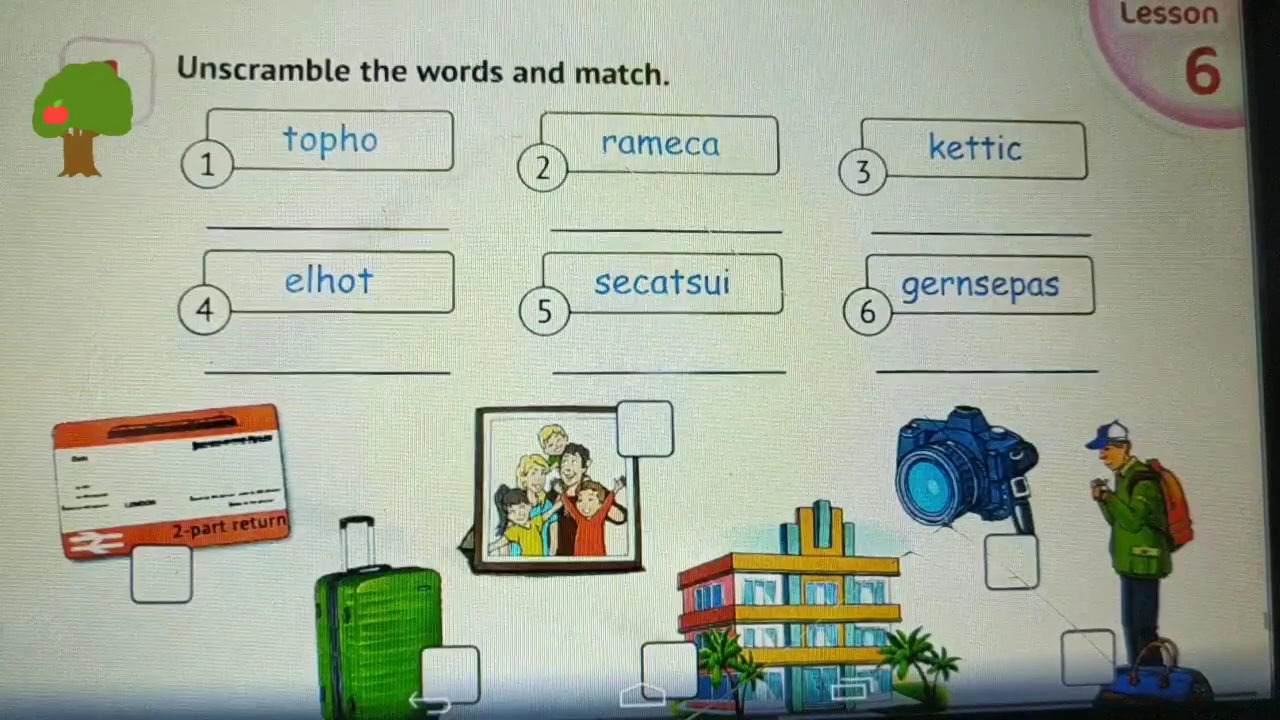 Lesson
6
Unscramble the words and match.
1 topho
2 rameca
3 kettic
4 elhot
5 secatsui
6 gernsepas
LONDON
2-part return